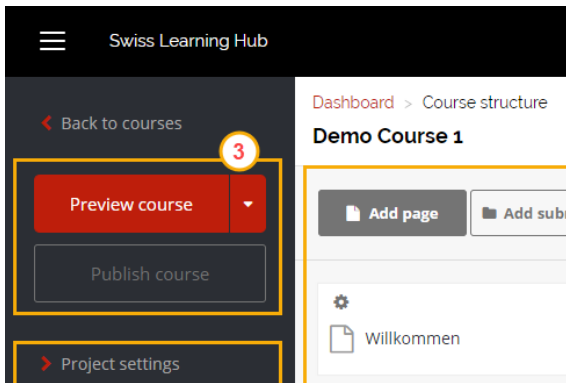 Swiss Learning Hub
Back to courses
3
Preview course
Publish course
Project settings
Dashboard > Course structure
Demo Course 1
Add page
Add
Willkommen